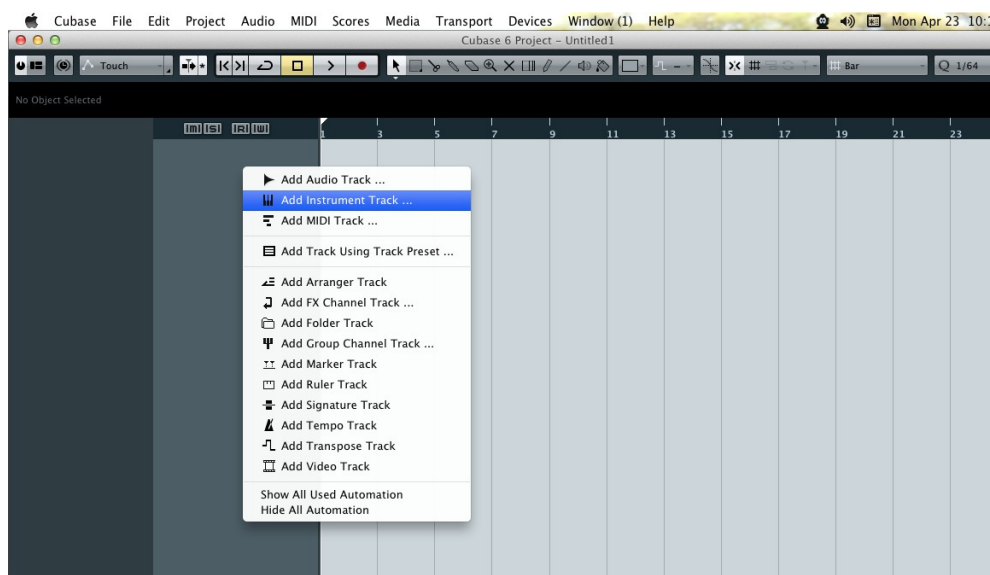 Cubase File Edit Project Audio MIDI Scores Media Transport Devices Window (1) Help Mon Apr 23 10:
Cubase 6 Project – Untitled1
Touch Bar Q 1/64
No Object Selected
M S R W
1 3 5 7 9 11 13 15 17 19 21 23
Add Audio Track ...
Add Instrument Track ...
Add MIDI Track ...
Add Track Using Track Preset ...
Add Arranger Track
Add FX Channel Track ...
Add Folder Track
Add Group Channel Track ...
Add Marker Track
Add Ruler Track
Add Signature Track
Add Tempo Track
Add Transpose Track
Add Video Track
Show All Used Automation
Hide All Automation